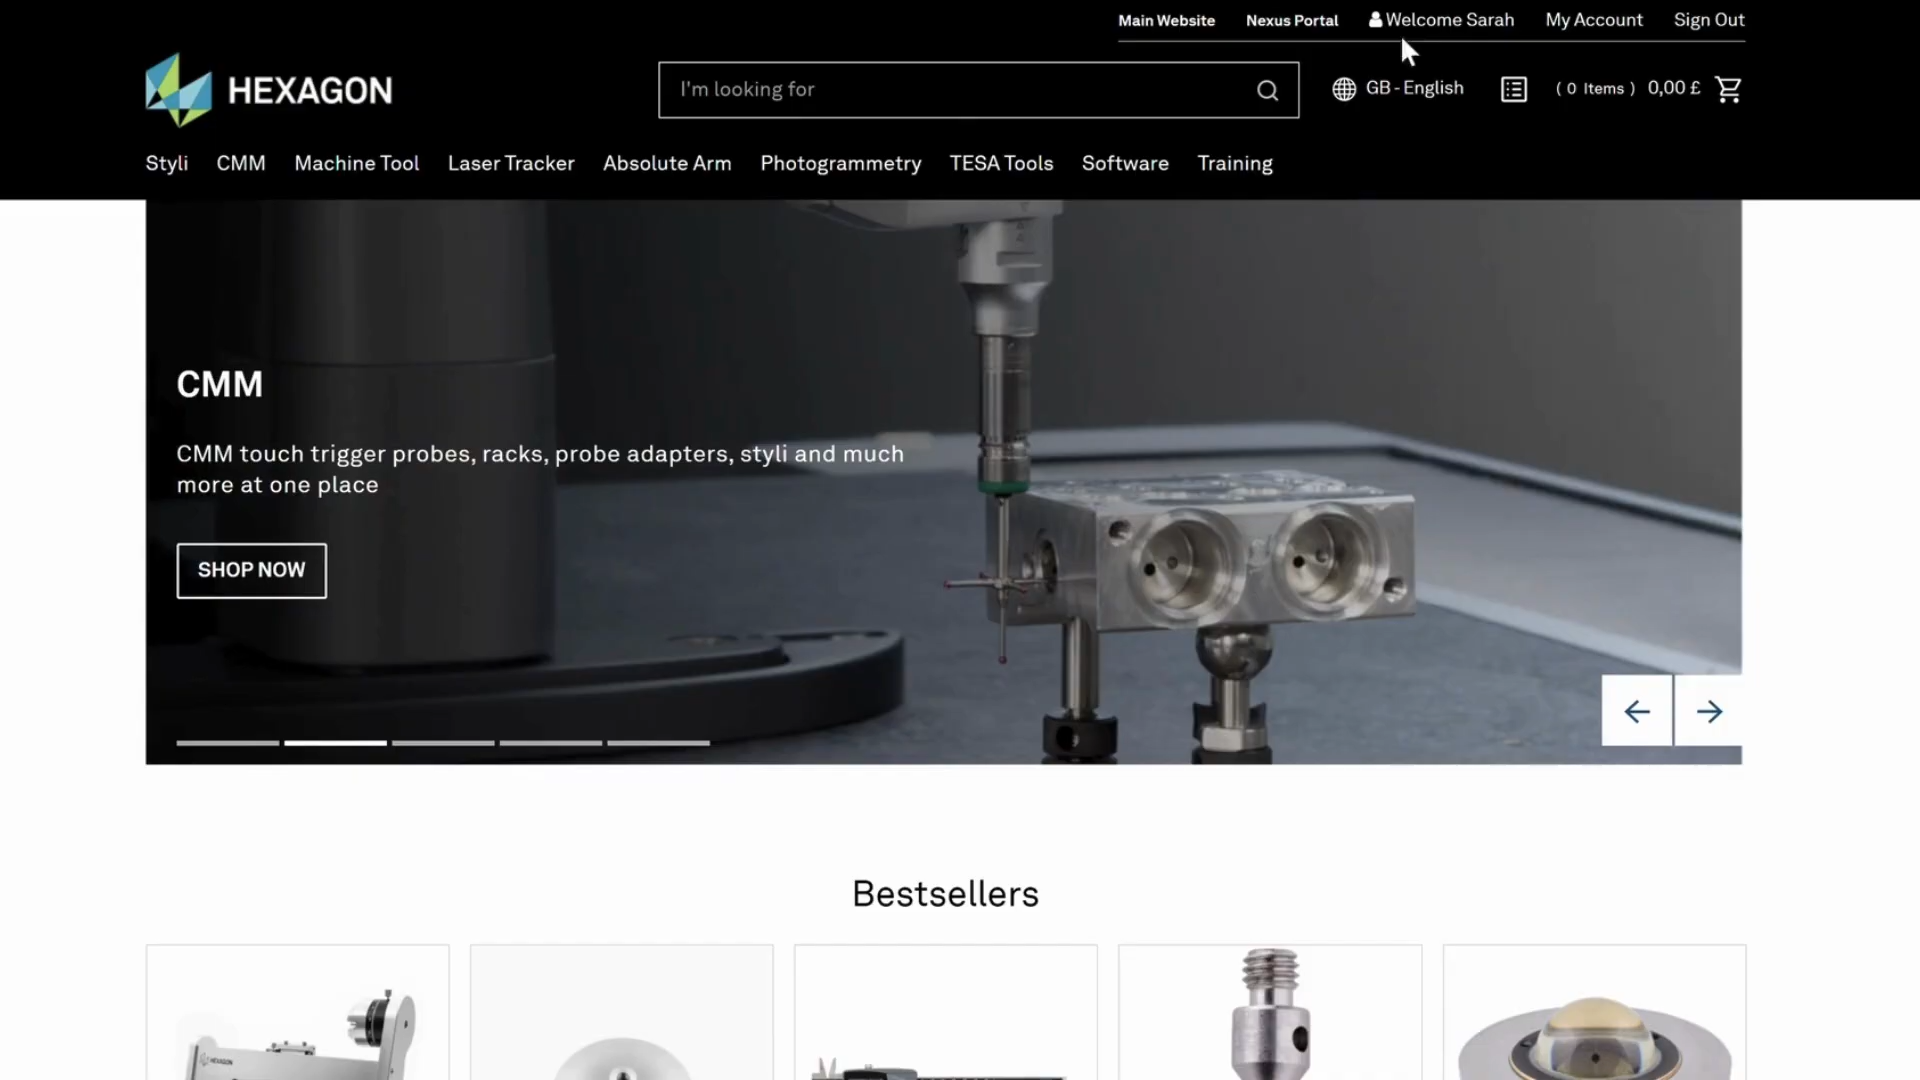 Main Website Nexus Portal Welcome Sarah My Account Sign Out
HEXAGON
I'm looking for
GB - English
( 0 Items ) 0,00 £
Styli CMM Machine Tool Laser Tracker Absolute Arm Photogrammetry TESA Tools Software Training
CMM
CMM touch trigger probes, racks, probe adapters, styli and much
more at one place
SHOP NOW
Bestsellers
HEXAGON